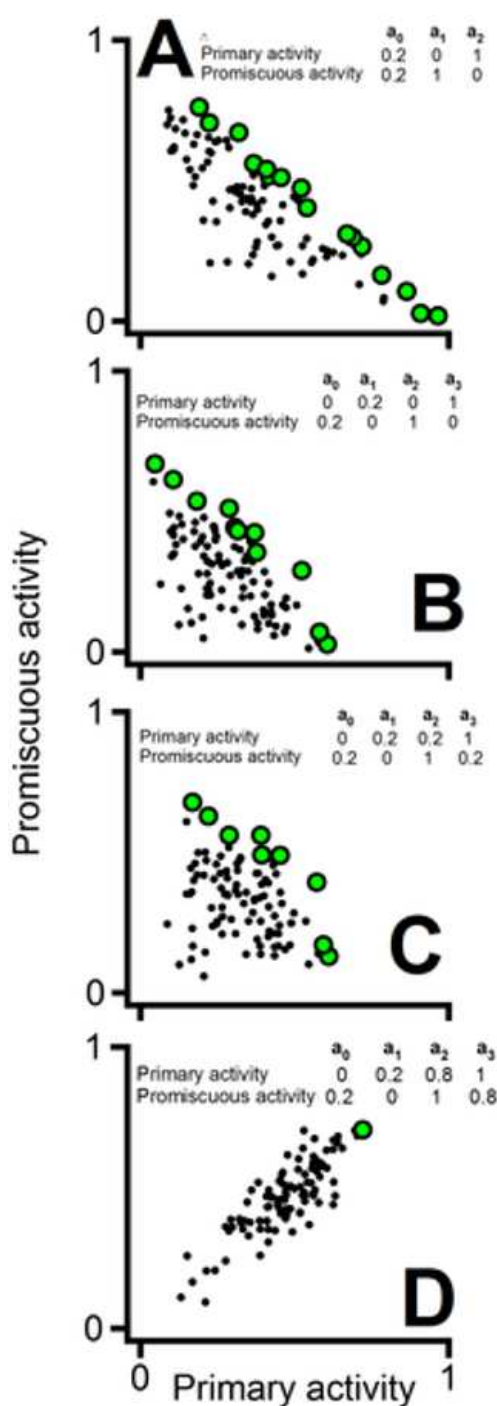 1
A
a0 a1 a2
Primary activity 0.2 0 1
Promiscuous activity 0.2 1 0
0
1
a0 a1 a2 a3
Primary activity 0 0.2 0 1
Promiscuous activity 0.2 0 1 0
B
0
1
a0 a1 a2 a3
Primary activity 0 0.2 0.2 1
Promiscuous activity 0.2 0 1 0.2
C
0
1
a0 a1 a2 a3
Primary activity 0 0.2 0.8 1
Promiscuous activity 0.2 0 1 0.8
D
0
0 1
Primary activity
Promiscuous activity